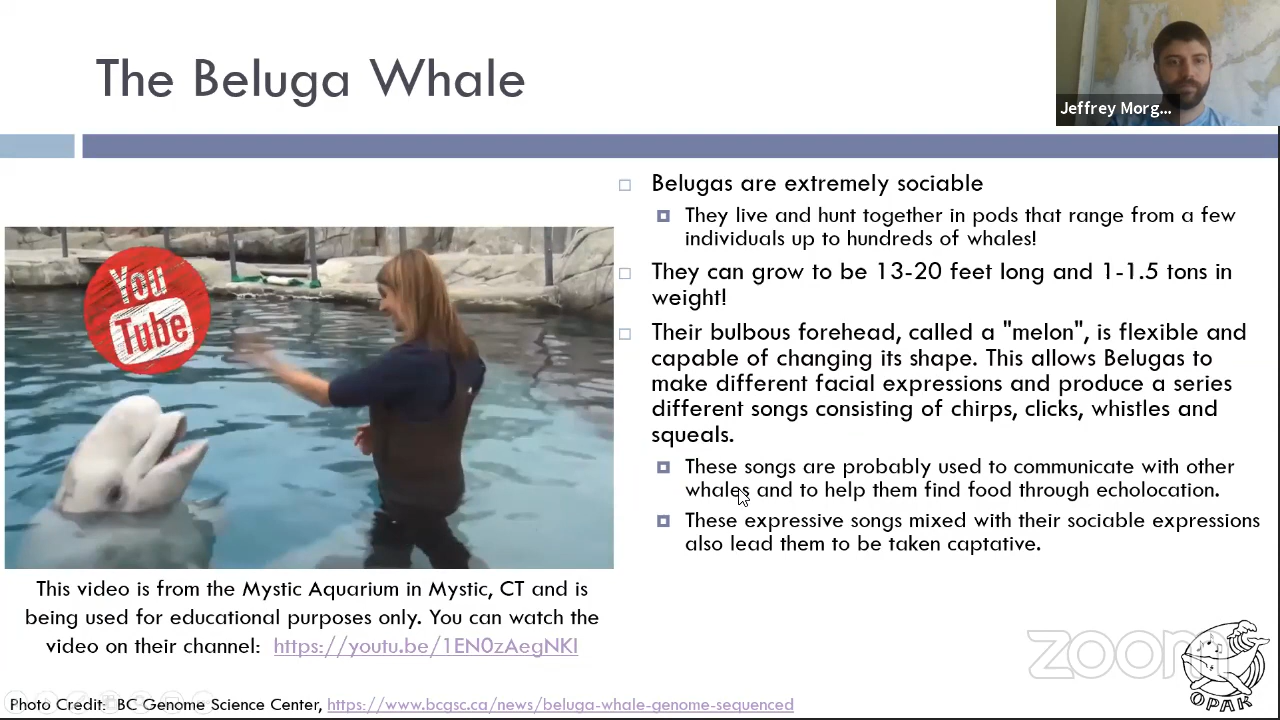 The Beluga Whale
Jeffrey Morg...
Belugas are extremely sociable
They live and hunt together in pods that range from a few
individuals up to hundreds of whales!
They can grow to be 13-20 feet long and 1-1.5 tons in
weight!
Their bulbous forehead, called a "melon", is flexible and
capable of changing its shape. This allows Belugas to
make different facial expressions and produce a series
different songs consisting of chirps, clicks, whistles and
squeals.
These songs are probably used to communicate with other
whales and to help them find food through echolocation.
These expressive songs mixed with their sociable expressions
also lead them to be taken captative.
You
Tube
This video is from the Mystic Aquarium in Mystic, CT and is
being used for educational purposes only. You can watch the
video on their channel: https://youtu.be/1EN0zAegNKI
zoom
OPAK
Photo Credit: BC Genome Science Center, https://www.bcgsc.ca/news/beluga-whale-genome-sequenced